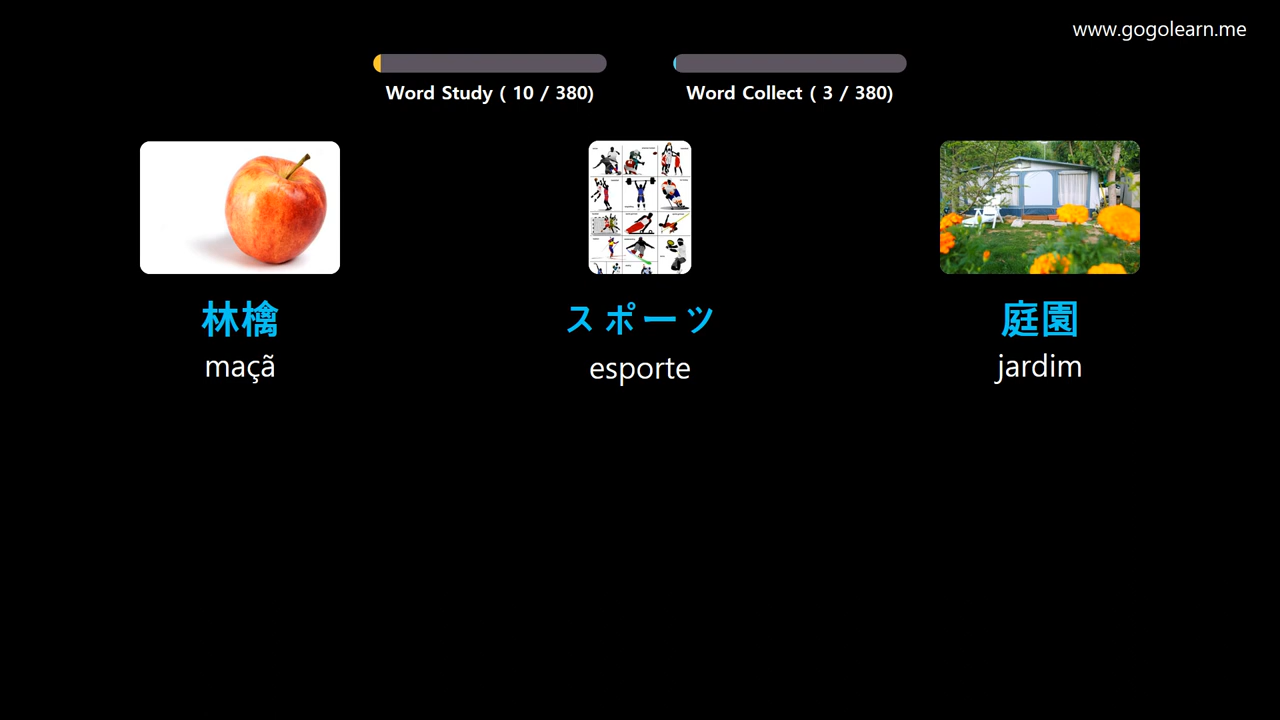 www.gogolearn.me
Word Study ( 10 / 380)
Word Collect ( 3 / 380)
林檎
maçã
スポーツ
esporte
庭園
jardim